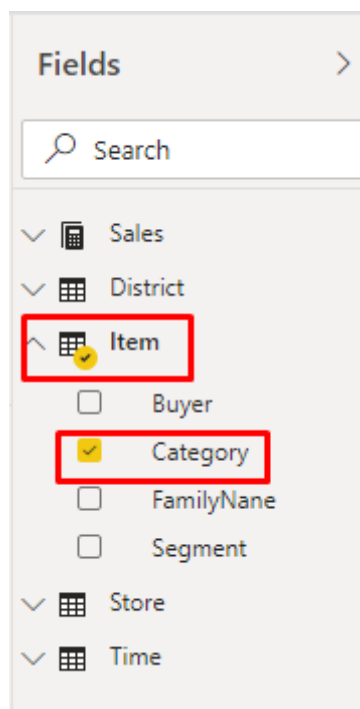 Fields
Search
Sales
District
Item
Buyer
Category
FamilyNane
Segment
Store
Time